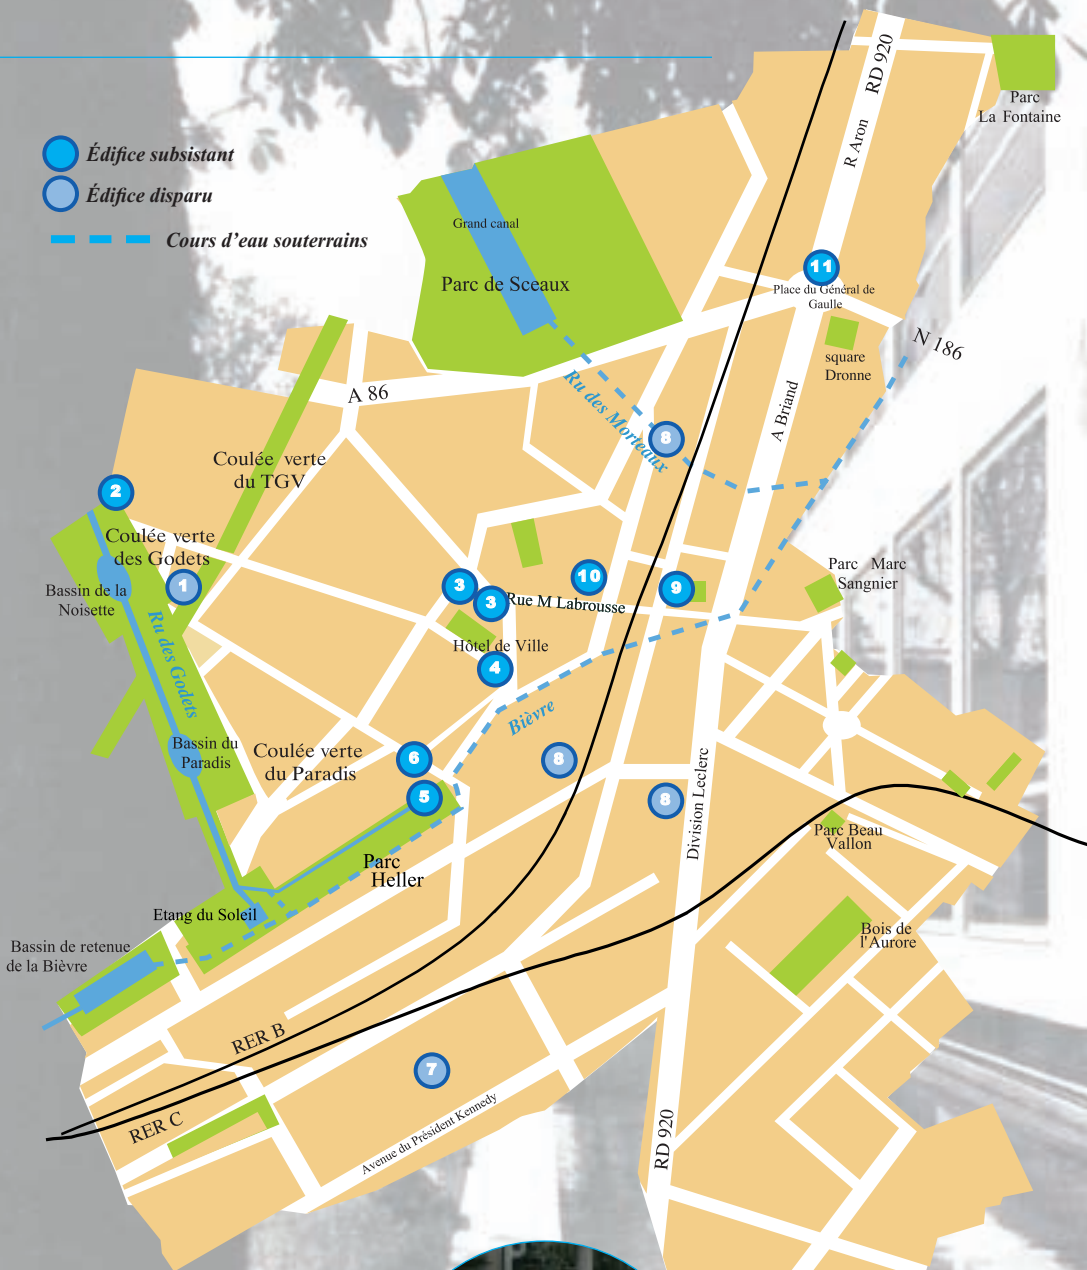 RD 920
Parc
La Fontaine
R Aron
Édifice subsistant
Édifice disparu
Cours d'eau souterrains
Grand canal
Parc de Sceaux
11
Place du Général de
Gaulle
N 186
square
Dronne
A 86
Ru des Morteaux
A Briand
8
Coulée verte
du TGV
2
Coulée verte
des Godets
1
Bassin de la
Noisette
Ru des Godets
3
3
10
9
Rue M Labrousse
Parc Marc
Sangnier
Hôtel de Ville
4
Bièvre
Bassin du
Paradis
Coulée verte
du Paradis
6
5
8
8
Division Leclerc
Parc Beau
Vallon
Parc
Heller
Etang du Soleil
Bois de
l'Aurore
Bassin de retenue
de la Bièvre
RER B
7
RER C
Avenue du Président Kennedy
RD 920